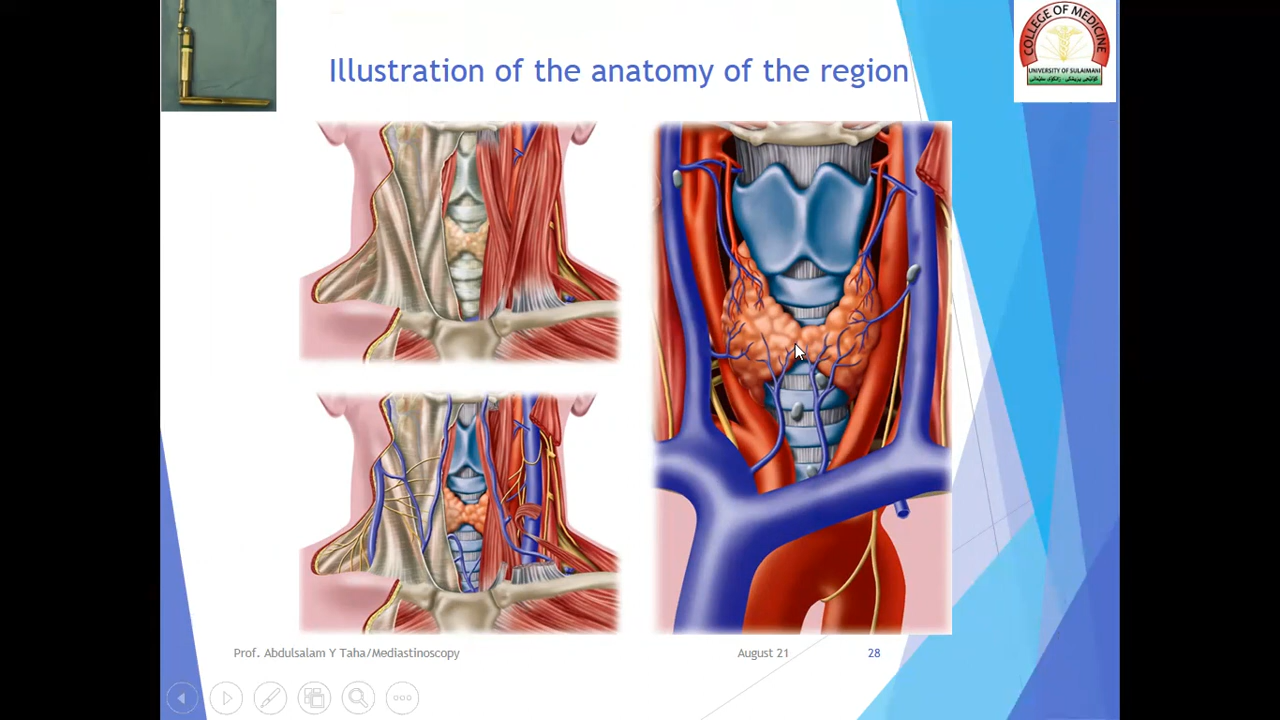 Illustration of the anatomy of the region
COLLEGE OF MEDICINE
UNIVERSITY OF SULAIMANI
Prof. Abdulsalam Y Taha/Mediastinoscopy
August 21
28